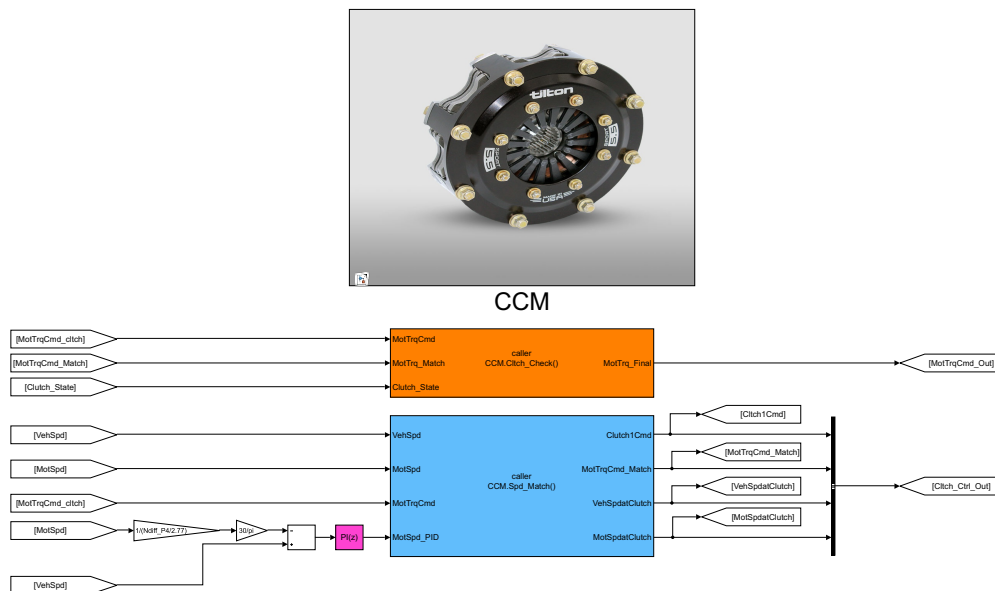 tilton
CCM
[MotTrqCmd_cltch]
[MotTrqCmd_Match]
[Clutch_State]
MotTrqCmd
MotTrq_Match
Clutch_State
caller
CCM.Cltch_Check()
MotTrq_Final
[MotTrqCmd_Out]
[VehSpd]
[MotSpd]
[MotTrqCmd_cltch]
[MotSpd]
[VehSpd]
1/(Ndiff_P4/2.77)
30/pi
−
+
PI(z)
VehSpd
MotSpd
MotTrqCmd
MotSpd_PID
caller
CCM.Spd_Match()
Clutch1Cmd
MotTrqCmd_Match
VehSpdatClutch
MotSpdatClutch
[Cltch1Cmd]
[MotTrqCmd_Match]
[VehSpdatClutch]
[MotSpdatClutch]
[Cltch_Ctrl_Out]